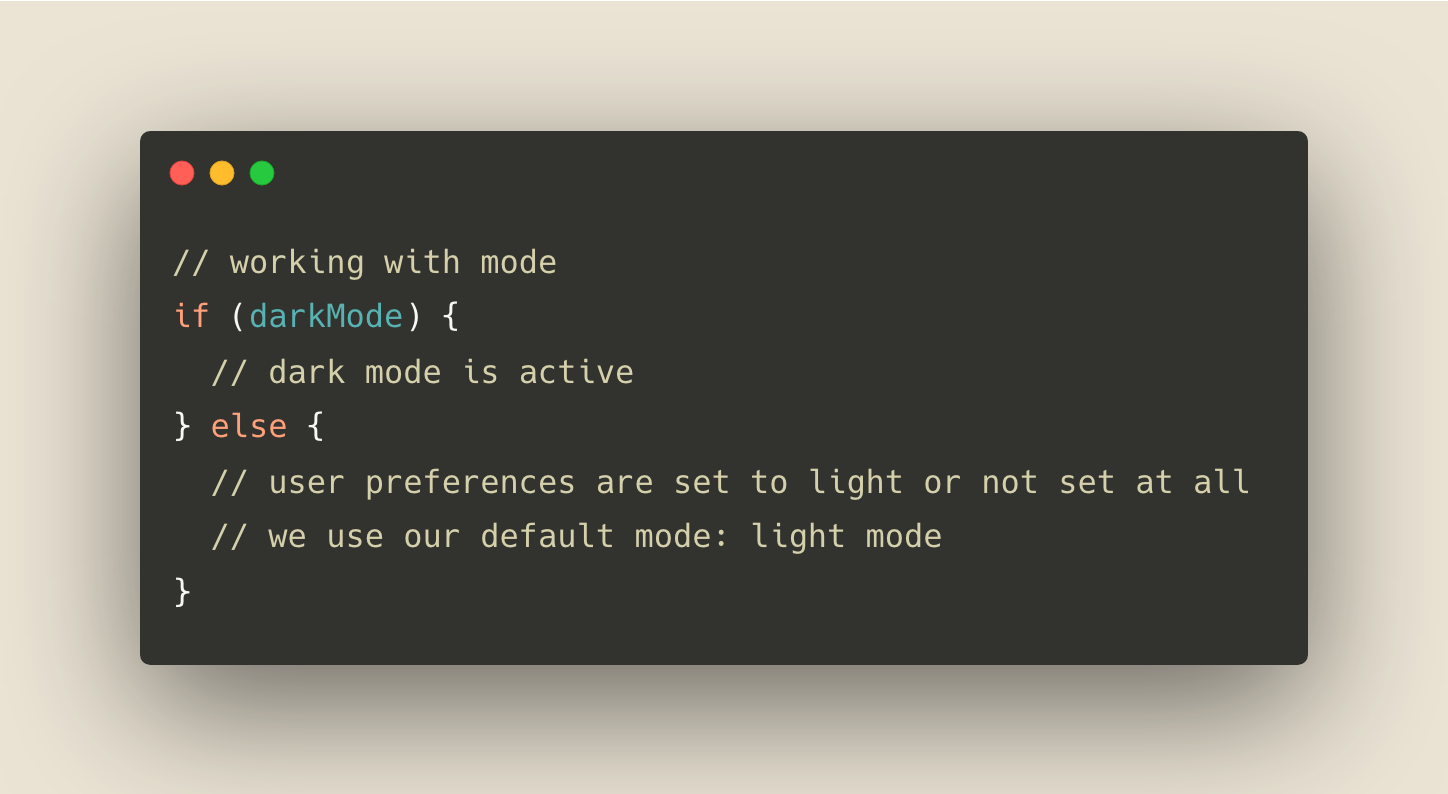 // working with mode
if (darkMode) {
  // dark mode is active
} else {
  // user preferences are set to light or not set at all
  // we use our default mode: light mode
}